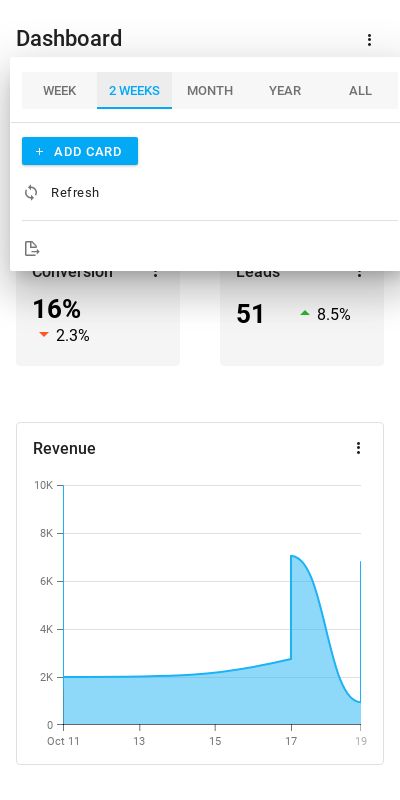 Dashboard
WEEK 2 WEEKS MONTH YEAR ALL
+ ADD CARD
Refresh
Conversion Leads
16%
51 8.5%
2.3%
Revenue
10K
8K
6K
4K
2K
0
Oct 11 13 15 17 19